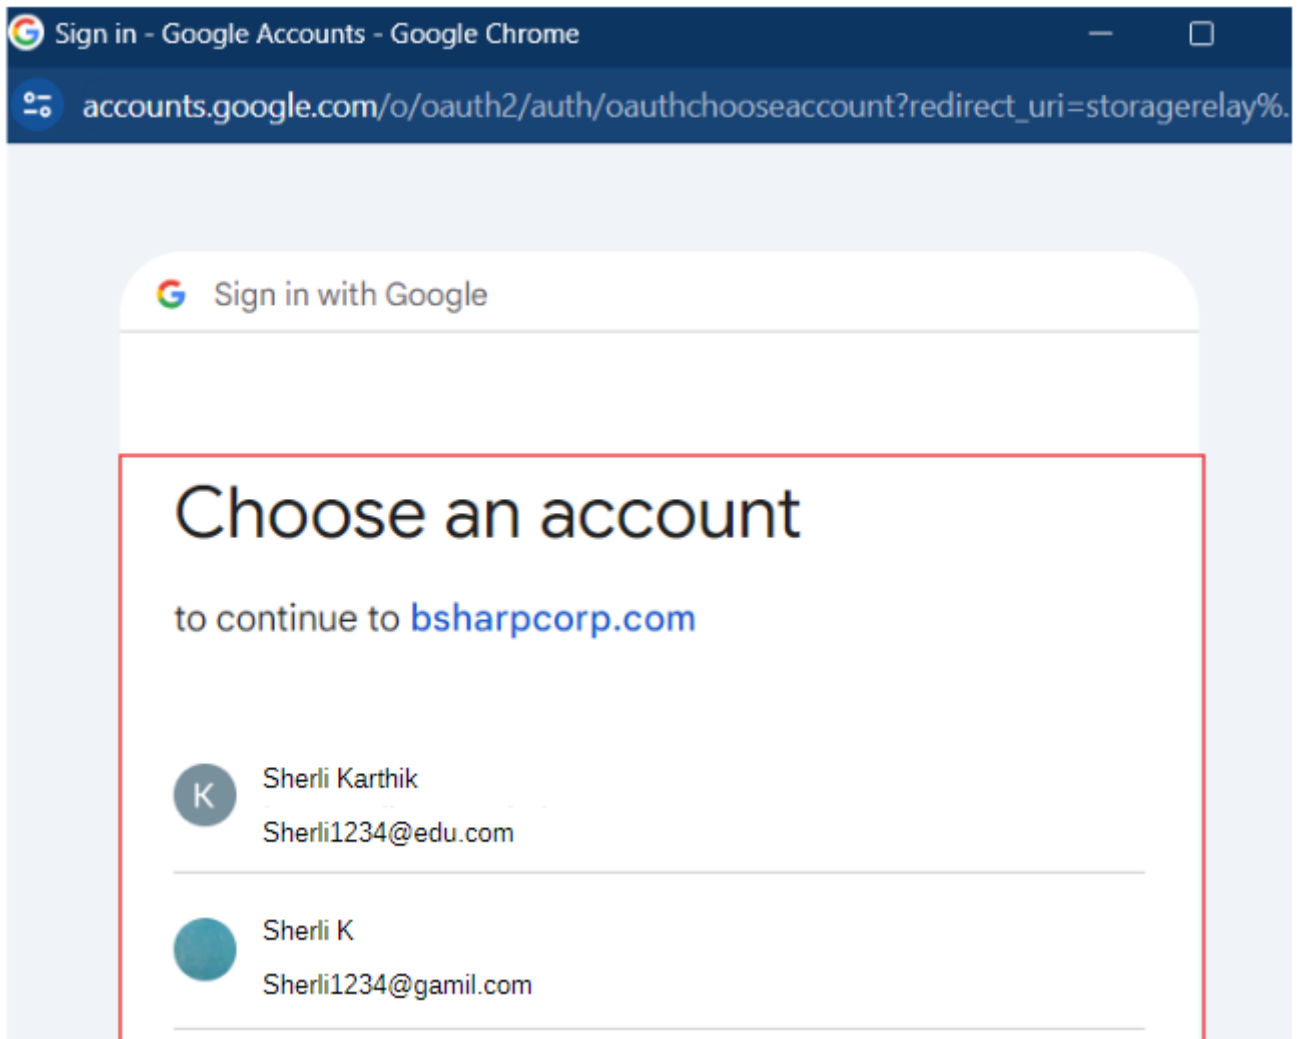 Sign in - Google Accounts - Google Chrome
accounts.google.com/o/oauth2/auth/oauthchooseaccount?redirect_uri=storagerelay%.
Sign in with Google
Choose an account
to continue to bsharpcorp.com
K
Sherli Karthik
Sherli1234@edu.com
Sherli K
Sherli1234@gamil.com